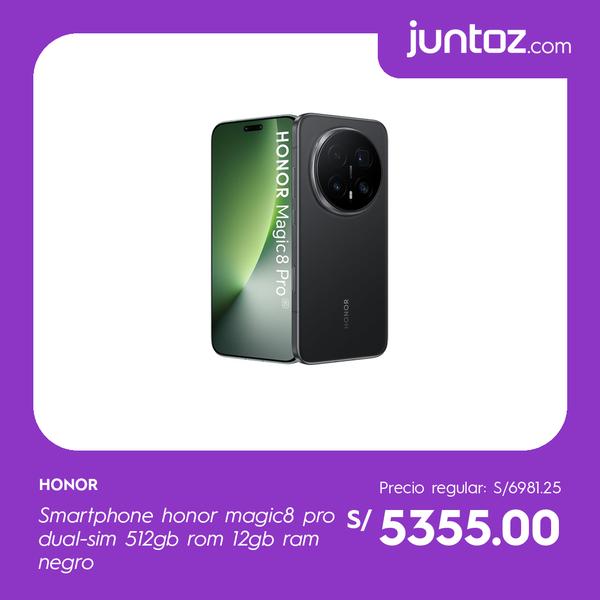 juntoz.com
HONOR Magic8 Pro
HONOR
HONOR
Smartphone honor magic8 pro
dual-sim 512gb rom 12gb ram
negro
Precio regular: S/6981.25
S/ 5355.00